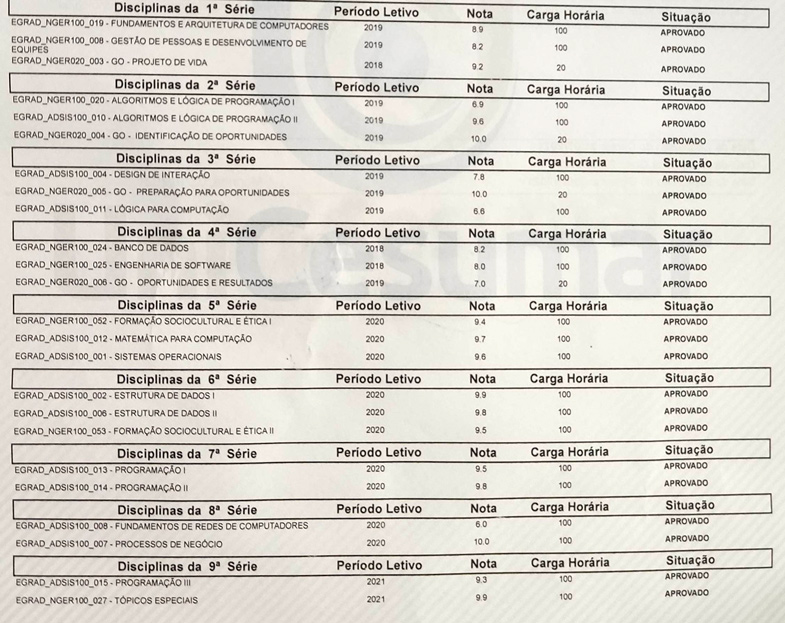 Disciplinas da 1ª Série Período Letivo Nota Carga Horária Situação
EGRAD_NGER100_019 - FUNDAMENTOS E ARQUITETURA DE COMPUTADORES 2019 8.9 100 APROVADO
EGRAD_NGER100_008 - GESTÃO DE PESSOAS E DESENVOLVIMENTO DE EQUIPES 2019 8.2 100 APROVADO
EGRAD_NGER020_003 - GO - PROJETO DE VIDA 2018 9.2 20 APROVADO
Disciplinas da 2ª Série Período Letivo Nota Carga Horária Situação
EGRAD_NGER100_020 - ALGORITMOS E LÓGICA DE PROGRAMAÇÃO I 2019 6.9 100 APROVADO
EGRAD_ADSIS100_010 - ALGORITMOS E LÓGICA DE PROGRAMAÇÃO II 2019 9.6 100 APROVADO
EGRAD_NGER020_004 - GO - IDENTIFICAÇÃO DE OPORTUNIDADES 2019 10.0 20 APROVADO
Disciplinas da 3ª Série Período Letivo Nota Carga Horária Situação
EGRAD_ADSIS100_004 - DESIGN DE INTERAÇÃO 2019 7.8 100 APROVADO
EGRAD_NGER020_005 - GO - PREPARAÇÃO PARA OPORTUNIDADES 2019 10.0 20 APROVADO
EGRAD_ADSIS100_011 - LÓGICA PARA COMPUTAÇÃO 2019 6.6 100 APROVADO
Disciplinas da 4ª Série Período Letivo Nota Carga Horária Situação
EGRAD_NGER100_024 - BANCO DE DADOS 2018 8.2 100 APROVADO
EGRAD_NGER100_025 - ENGENHARIA DE SOFTWARE 2018 8.0 100 APROVADO
EGRAD_NGER020_006 - GO - OPORTUNIDADES E RESULTADOS 2019 7.0 20 APROVADO
Cesuma
Disciplinas da 5ª Série Período Letivo Nota Carga Horária Situação
EGRAD_NGER100_052 - FORMAÇÃO SOCIOCULTURAL E ÉTICA I 2020 9.4 100 APROVADO
EGRAD_ADSIS100_012 - MATEMÁTICA PARA COMPUTAÇÃO 2020 9.7 100 APROVADO
EGRAD_ADSIS100_001 - SISTEMAS OPERACIONAIS 2020 9.6 100 APROVADO
Disciplinas da 6ª Série Período Letivo Nota Carga Horária Situação
EGRAD_ADSIS100_002 - ESTRUTURA DE DADOS I 2020 9.9 100 APROVADO
EGRAD_ADSIS100_006 - ESTRUTURA DE DADOS II 2020 9.8 100 APROVADO
EGRAD_NGER100_053 - FORMAÇÃO SOCIOCULTURAL E ÉTICA II 2020 9.5 100 APROVADO
Disciplinas da 7ª Série Período Letivo Nota Carga Horária Situação
EGRAD_ADSIS100_013 - PROGRAMAÇÃO I 2020 9.5 100 APROVADO
EGRAD_ADSIS100_014 - PROGRAMAÇÃO II 2020 9.8 100 APROVADO
Disciplinas da 8ª Série Período Letivo Nota Carga Horária Situação
EGRAD_ADSIS100_008 - FUNDAMENTOS DE REDES DE COMPUTADORES 2020 6.0 100 APROVADO
EGRAD_ADSIS100_007 - PROCESSOS DE NEGÓCIO 2020 10.0 100 APROVADO
Disciplinas da 9ª Série Período Letivo Nota Carga Horária Situação
EGRAD_ADSIS100_015 - PROGRAMAÇÃO III 2021 9.3 100 APROVADO
EGRAD_NGER100_027 - TÓPICOS ESPECIAIS 2021 9.9 100 APROVADO